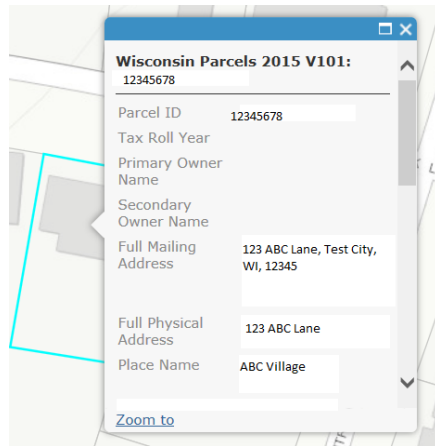 Wisconsin Parcels 2015 V101:
12345678
Parcel ID 12345678
Tax Roll Year
Primary Owner
Name
Secondary
Owner Name
Full Mailing 123 ABC Lane, Test City,
Address WI, 12345
Full Physical 123 ABC Lane
Address
Place Name ABC Village
Zoom to